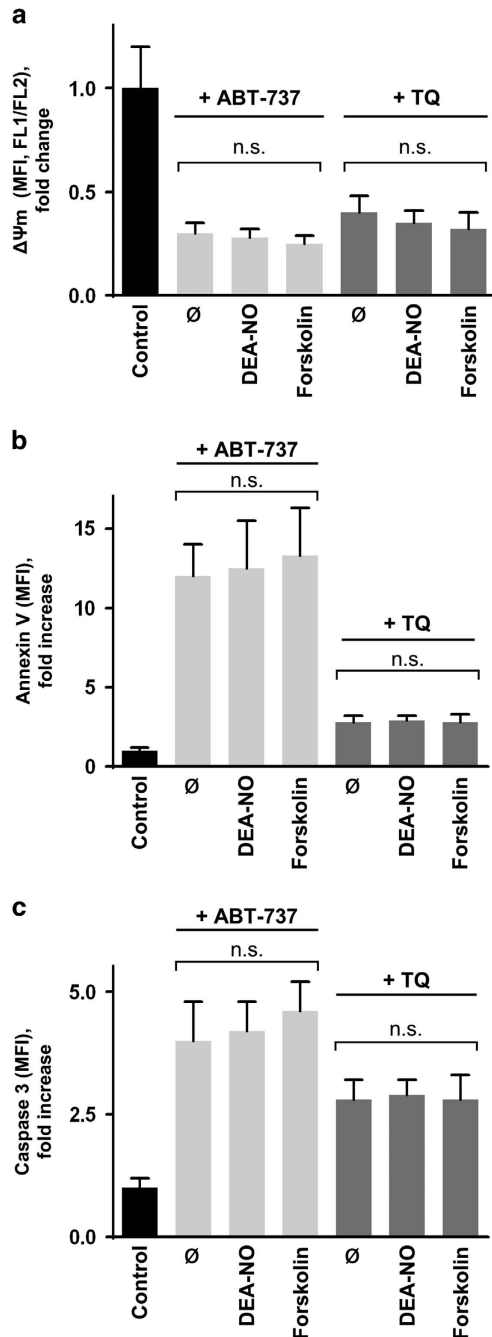 a
ΔΨm (MFI, FL1/FL2),
fold change
1.0
0.5
0.0
+ ABT-737
+ TQ
n.s.
n.s.
Control
Ø
DEA-NO
Forskolin
Ø
DEA-NO
Forskolin
b
Annexin V (MFI),
fold increase
15
10
5
0
+ ABT-737
n.s.
+ TQ
n.s.
Control
Ø
DEA-NO
Forskolin
Ø
DEA-NO
Forskolin
c
Caspase 3 (MFI),
fold increase
5.0
2.5
0.0
+ ABT-737
n.s.
+ TQ
n.s.
Control
Ø
DEA-NO
Forskolin
Ø
DEA-NO
Forskolin